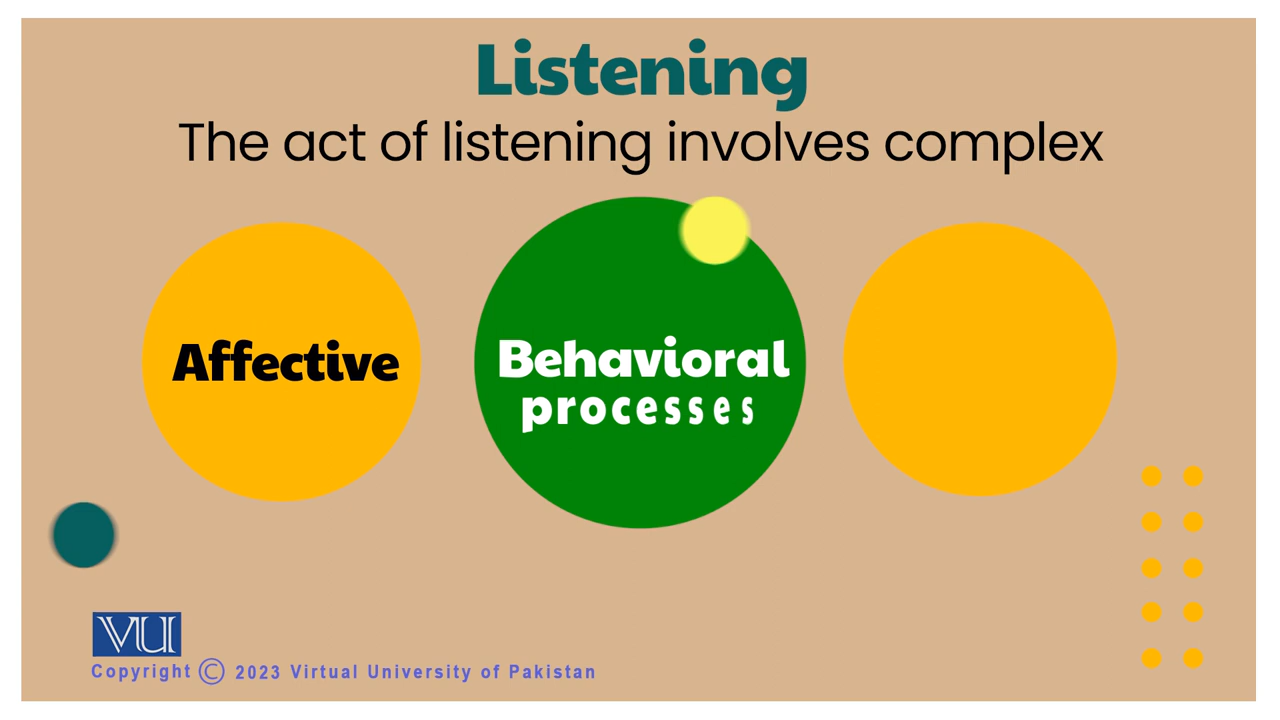 Listening
The act of listening involves complex
Affective
Behavioral
processes
VU
Copyright © 2023 Virtual University of Pakistan